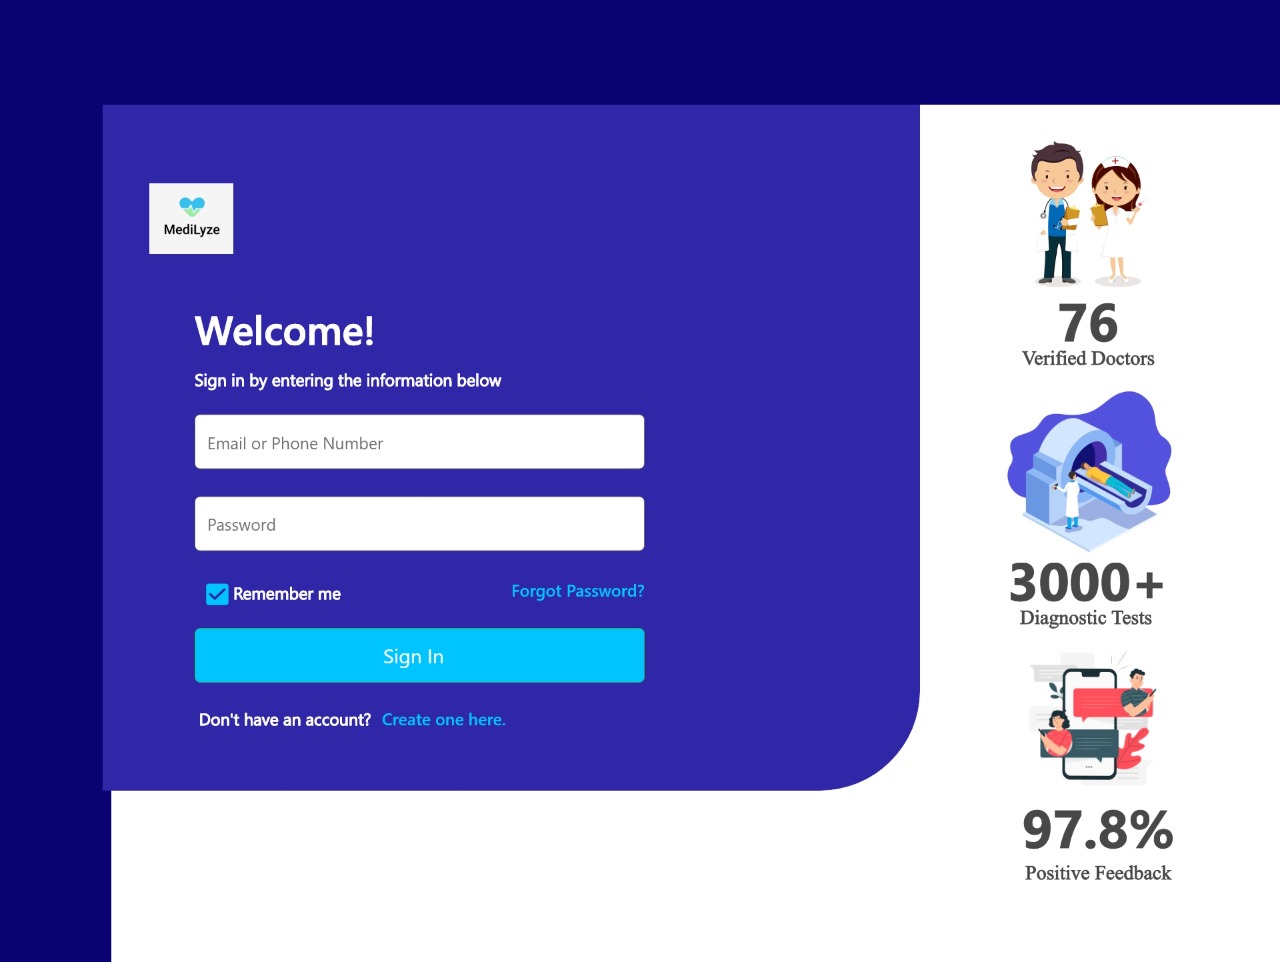 MediLyze
Welcome!
Sign in by entering the information below
Email or Phone Number
Password
Remember me
Forgot Password?
Sign In
Don't have an account? Create one here.
76
Verified Doctors
3000+
Diagnostic Tests
97.8%
Positive Feedback